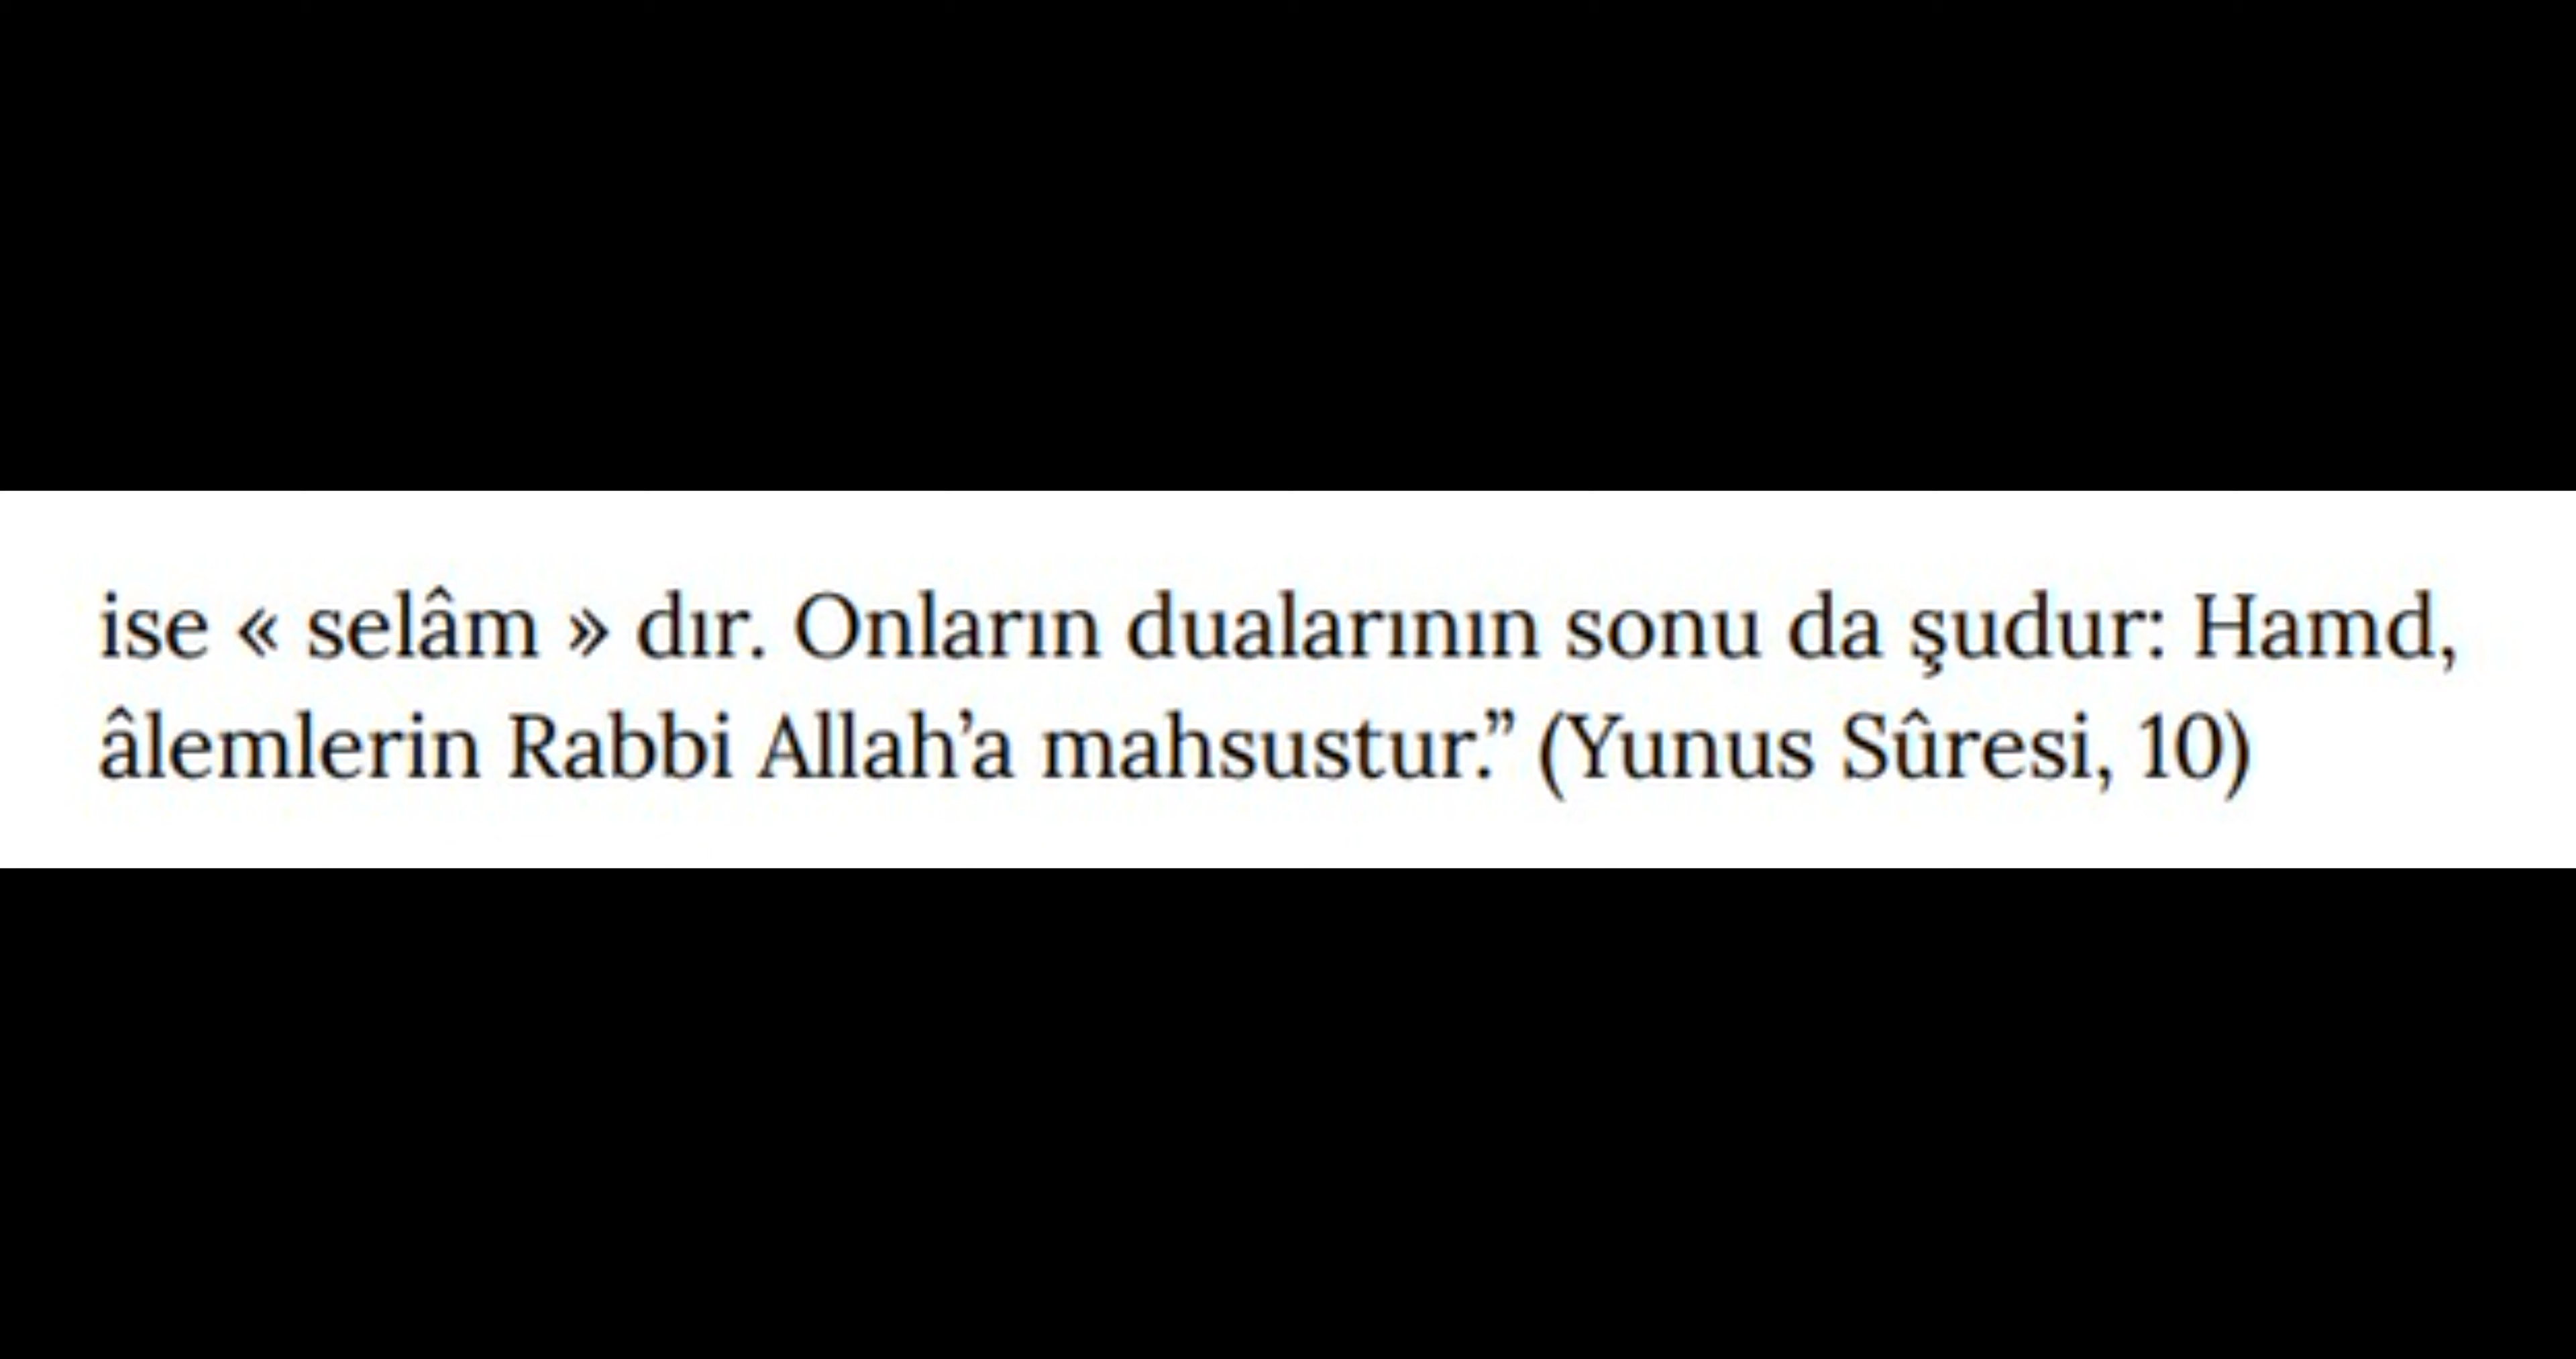 ise « selâm » dır. Onların dualarının sonu da şudur: Hamd,
âlemlerin Rabbi Allah’a mahsustur.” (Yunus Sûresi, 10)